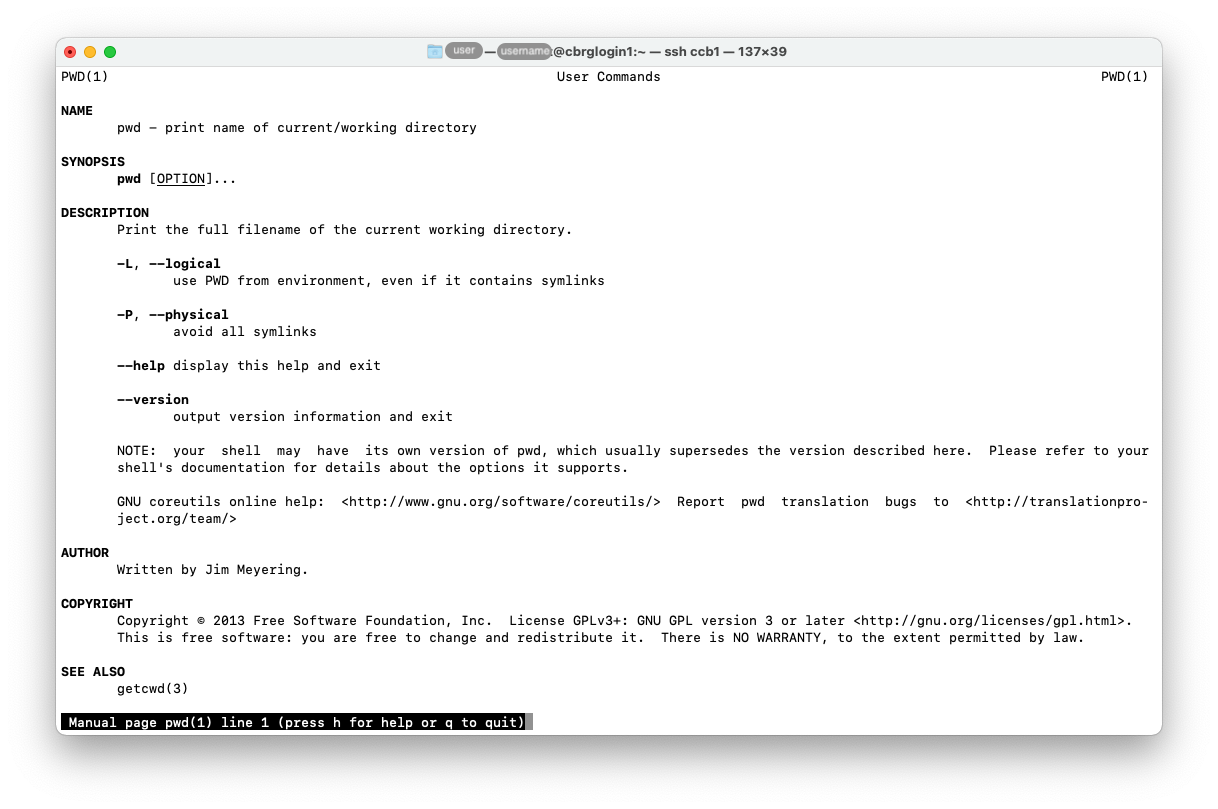 user — username@cbrglogin1:~ — ssh ccb1 — 137×39
PWD(1) User Commands PWD(1)
NAME
pwd – print name of current/working directory
SYNOPSIS
pwd [OPTION]...
DESCRIPTION
Print the full filename of the current working directory.
-L, --logical
use PWD from environment, even if it contains symlinks
-P, --physical
avoid all symlinks
--help display this help and exit
--version
output version information and exit
NOTE:  your  shell  may  have  its own version of pwd, which usually supersedes the version described here.  Please refer to your
shell's documentation for details about the options it supports.
GNU coreutils online help:  <http://www.gnu.org/software/coreutils/>  Report  pwd  translation  bugs  to  <http://translationpro-
ject.org/team/>
AUTHOR
Written by Jim Meyering.
COPYRIGHT
Copyright © 2013 Free Software Foundation, Inc.  License GPLv3+: GNU GPL version 3 or later <http://gnu.org/licenses/gpl.html>.
This is free software: you are free to change and redistribute it.  There is NO WARRANTY, to the extent permitted by law.
SEE ALSO
getcwd(3)
Manual page pwd(1) line 1 (press h for help or q to quit)